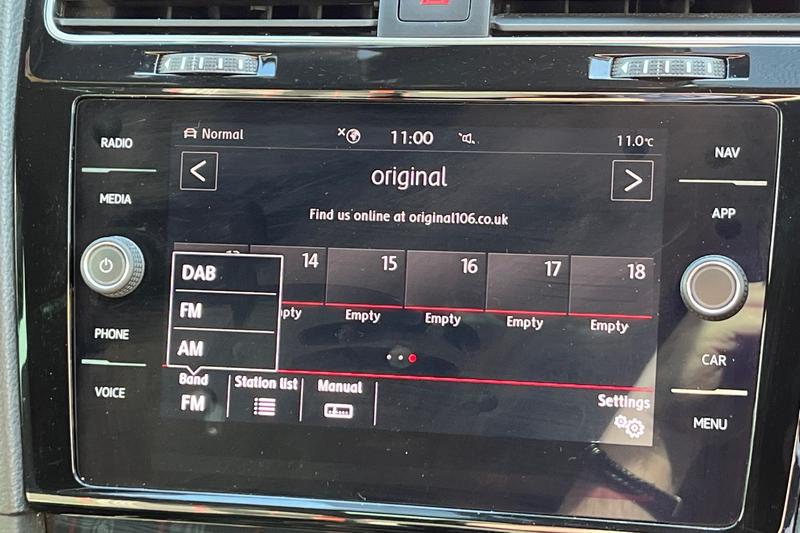 RADIO
MEDIA
PHONE
VOICE
Normal
11:00
11.0°C
<
original
>
Find us online at original106.co.uk
14
15
16
17
18
Empty
Empty
Empty
Empty
DAB
FM
AM
Band
FM
Station list
Manual
Settings
NAV
APP
CAR
MENU